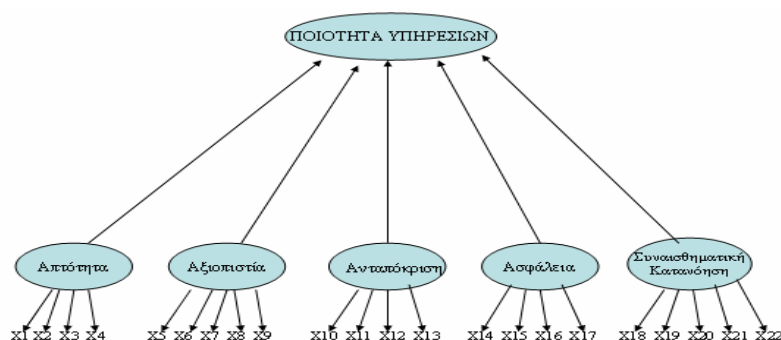 ΠΟΙΟΤΗΤΑ ΥΠΗΡΕΣΙΩΝ
Απτότητα Αξιοπιστία Ανταπόκριση Ασφάλεια Συναισθηματική
Κατανόηση
X1 X2 X3 X4 X5 X6 X7 X8 X9 X10 X11 X12 X13 X14 X15 X16 X17 X18 X19 X20 X21 X22